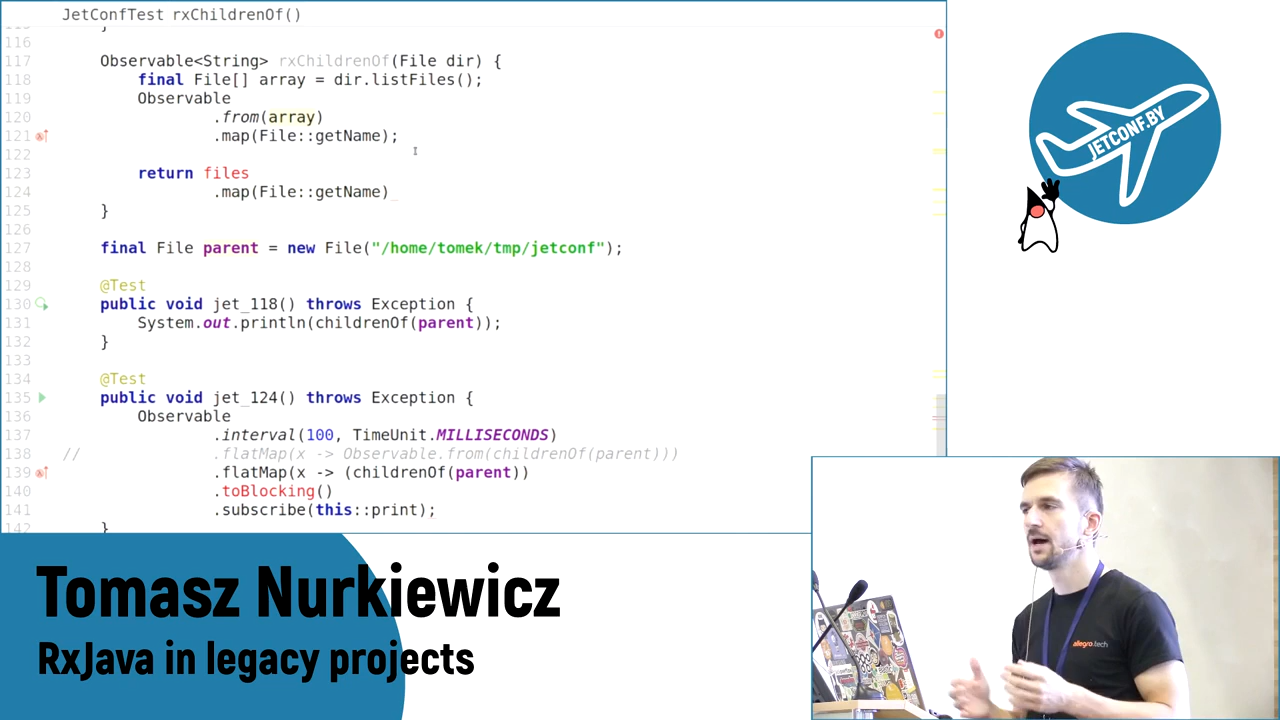 JetConfTest rxChildrenOf()
115 }
116
117 Observable<String> rxChildrenOf(File dir) {
118 final File[] array = dir.listFiles();
119 Observable
120 .from(array)
121 .map(File::getName);
122
123 return files
124 .map(File::getName)
125 }
126
127 final File parent = new File("/home/tomek/tmp/jetconf");
128
129 @Test
130 public void jet_118() throws Exception {
131 System.out.println(childrenOf(parent));
132 }
133
134 @Test
135 public void jet_124() throws Exception {
136 Observable
137 .interval(100, TimeUnit.MILLISECONDS)
138 // .flatMap(x -> Observable.from(childrenOf(parent)))
139 .flatMap(x -> (childrenOf(parent))
140 .toBlocking()
141 .subscribe(this::print);
142 }
JETCONF.BY
Tomasz Nurkiewicz
RxJava in legacy projects
allegro.tech